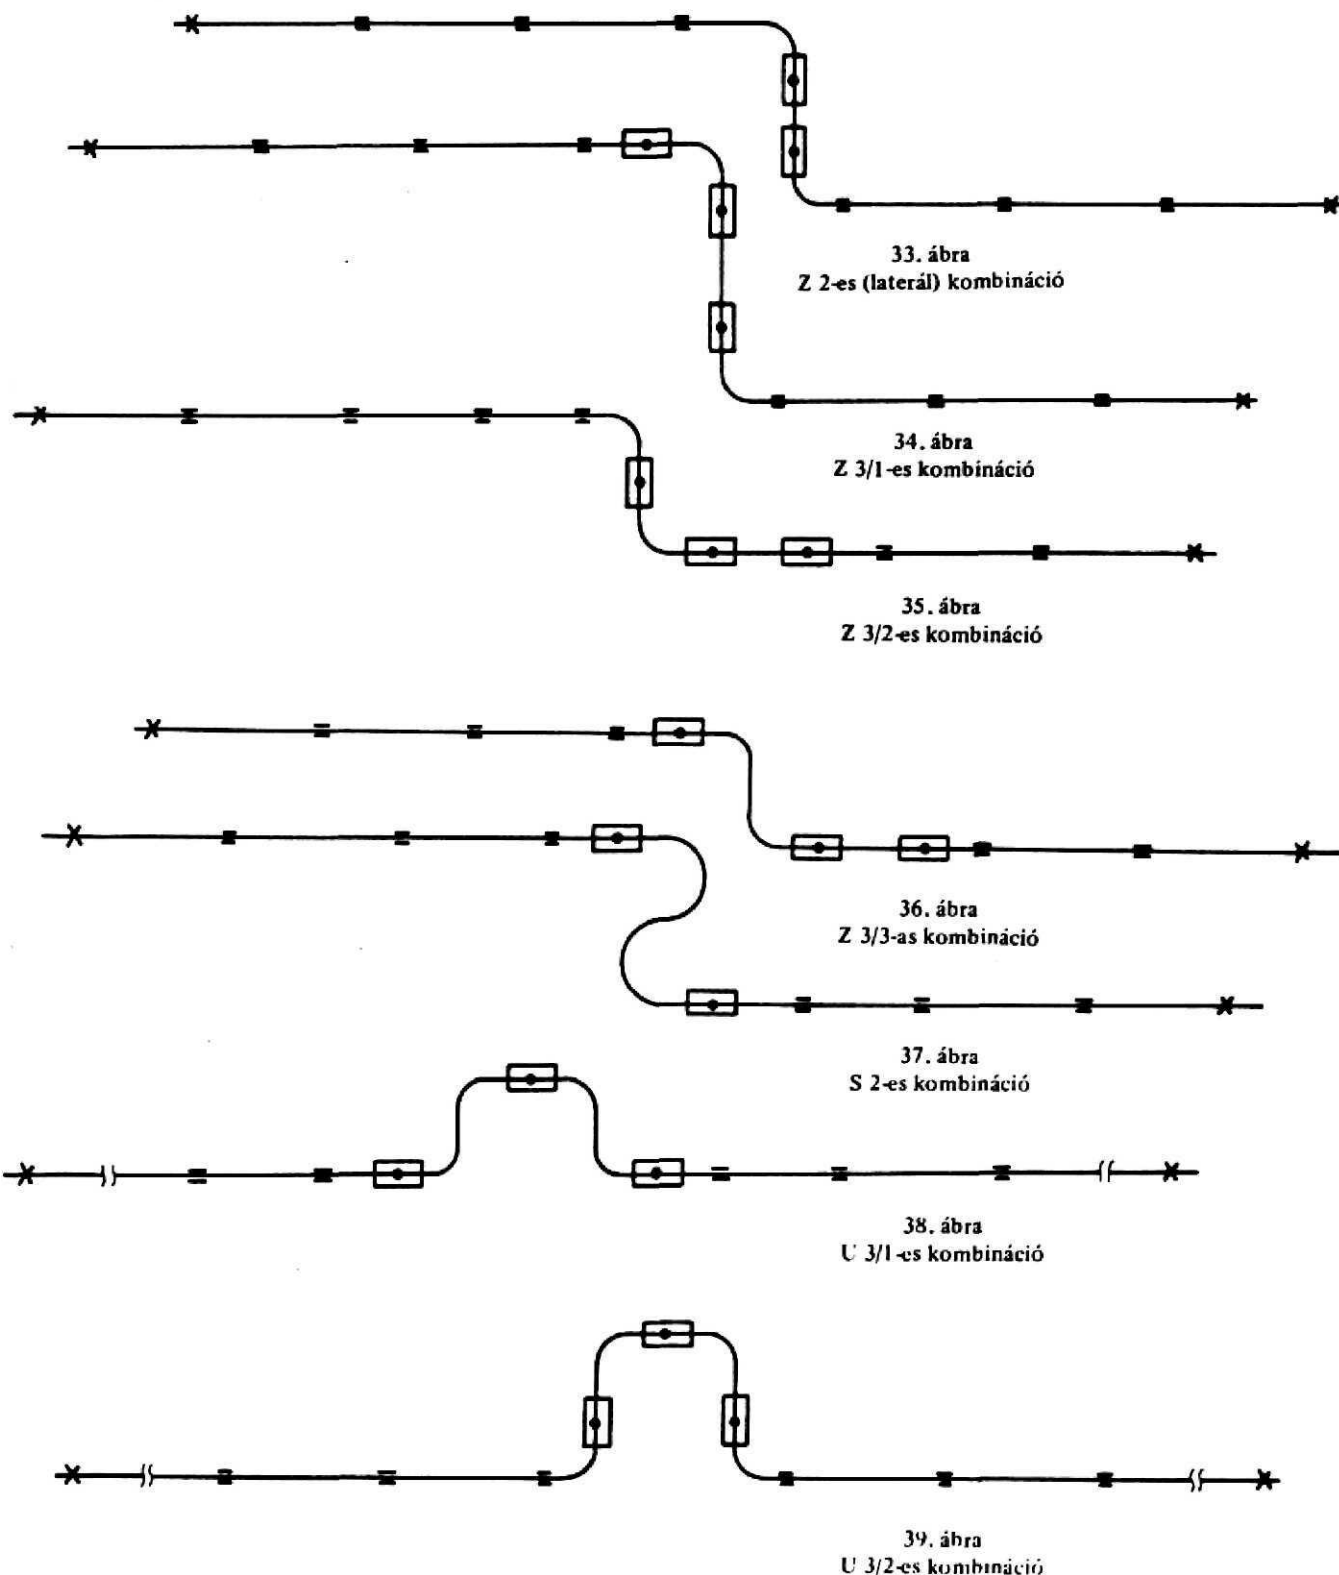 33. ábra
Z 2-es (laterál) kombináció
34. ábra
Z 3/1-es kombináció
35. ábra
Z 3/2-es kombináció
36. ábra
Z 3/3-as kombináció
37. ábra
S 2-es kombináció
38. ábra
U 3/1-es kombináció
39. ábra
U 3/2-es kombináció